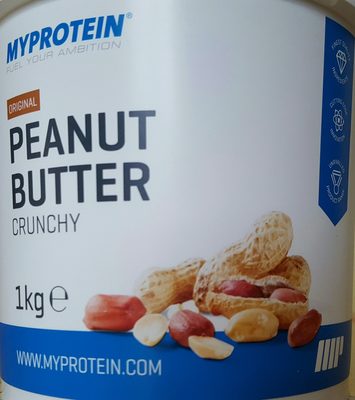 MYPROTEIN®
FUEL YOUR AMBITION
ORIGINAL
PEANUT
BUTTER
CRUNCHY
1kg ℮
WWW.MYPROTEIN.COM